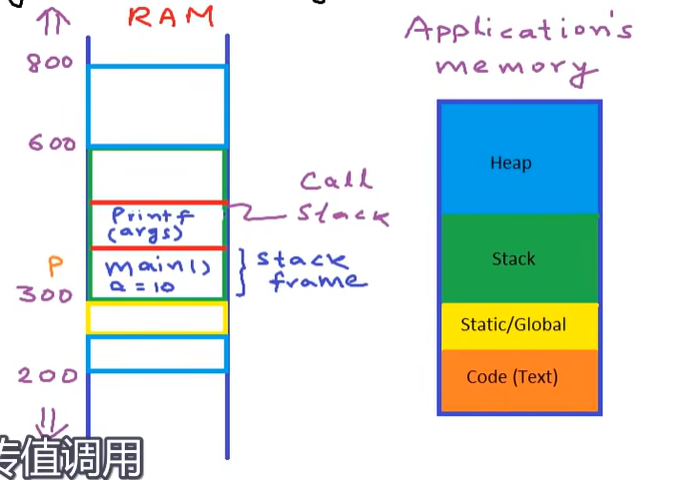 RAM
Application's
memory
800
600
Call
Stack
Printf
(args)
P
main()
a = 10
stack
frame
300
200
Heap
Stack
Static/Global
Code (Text)
传值调用